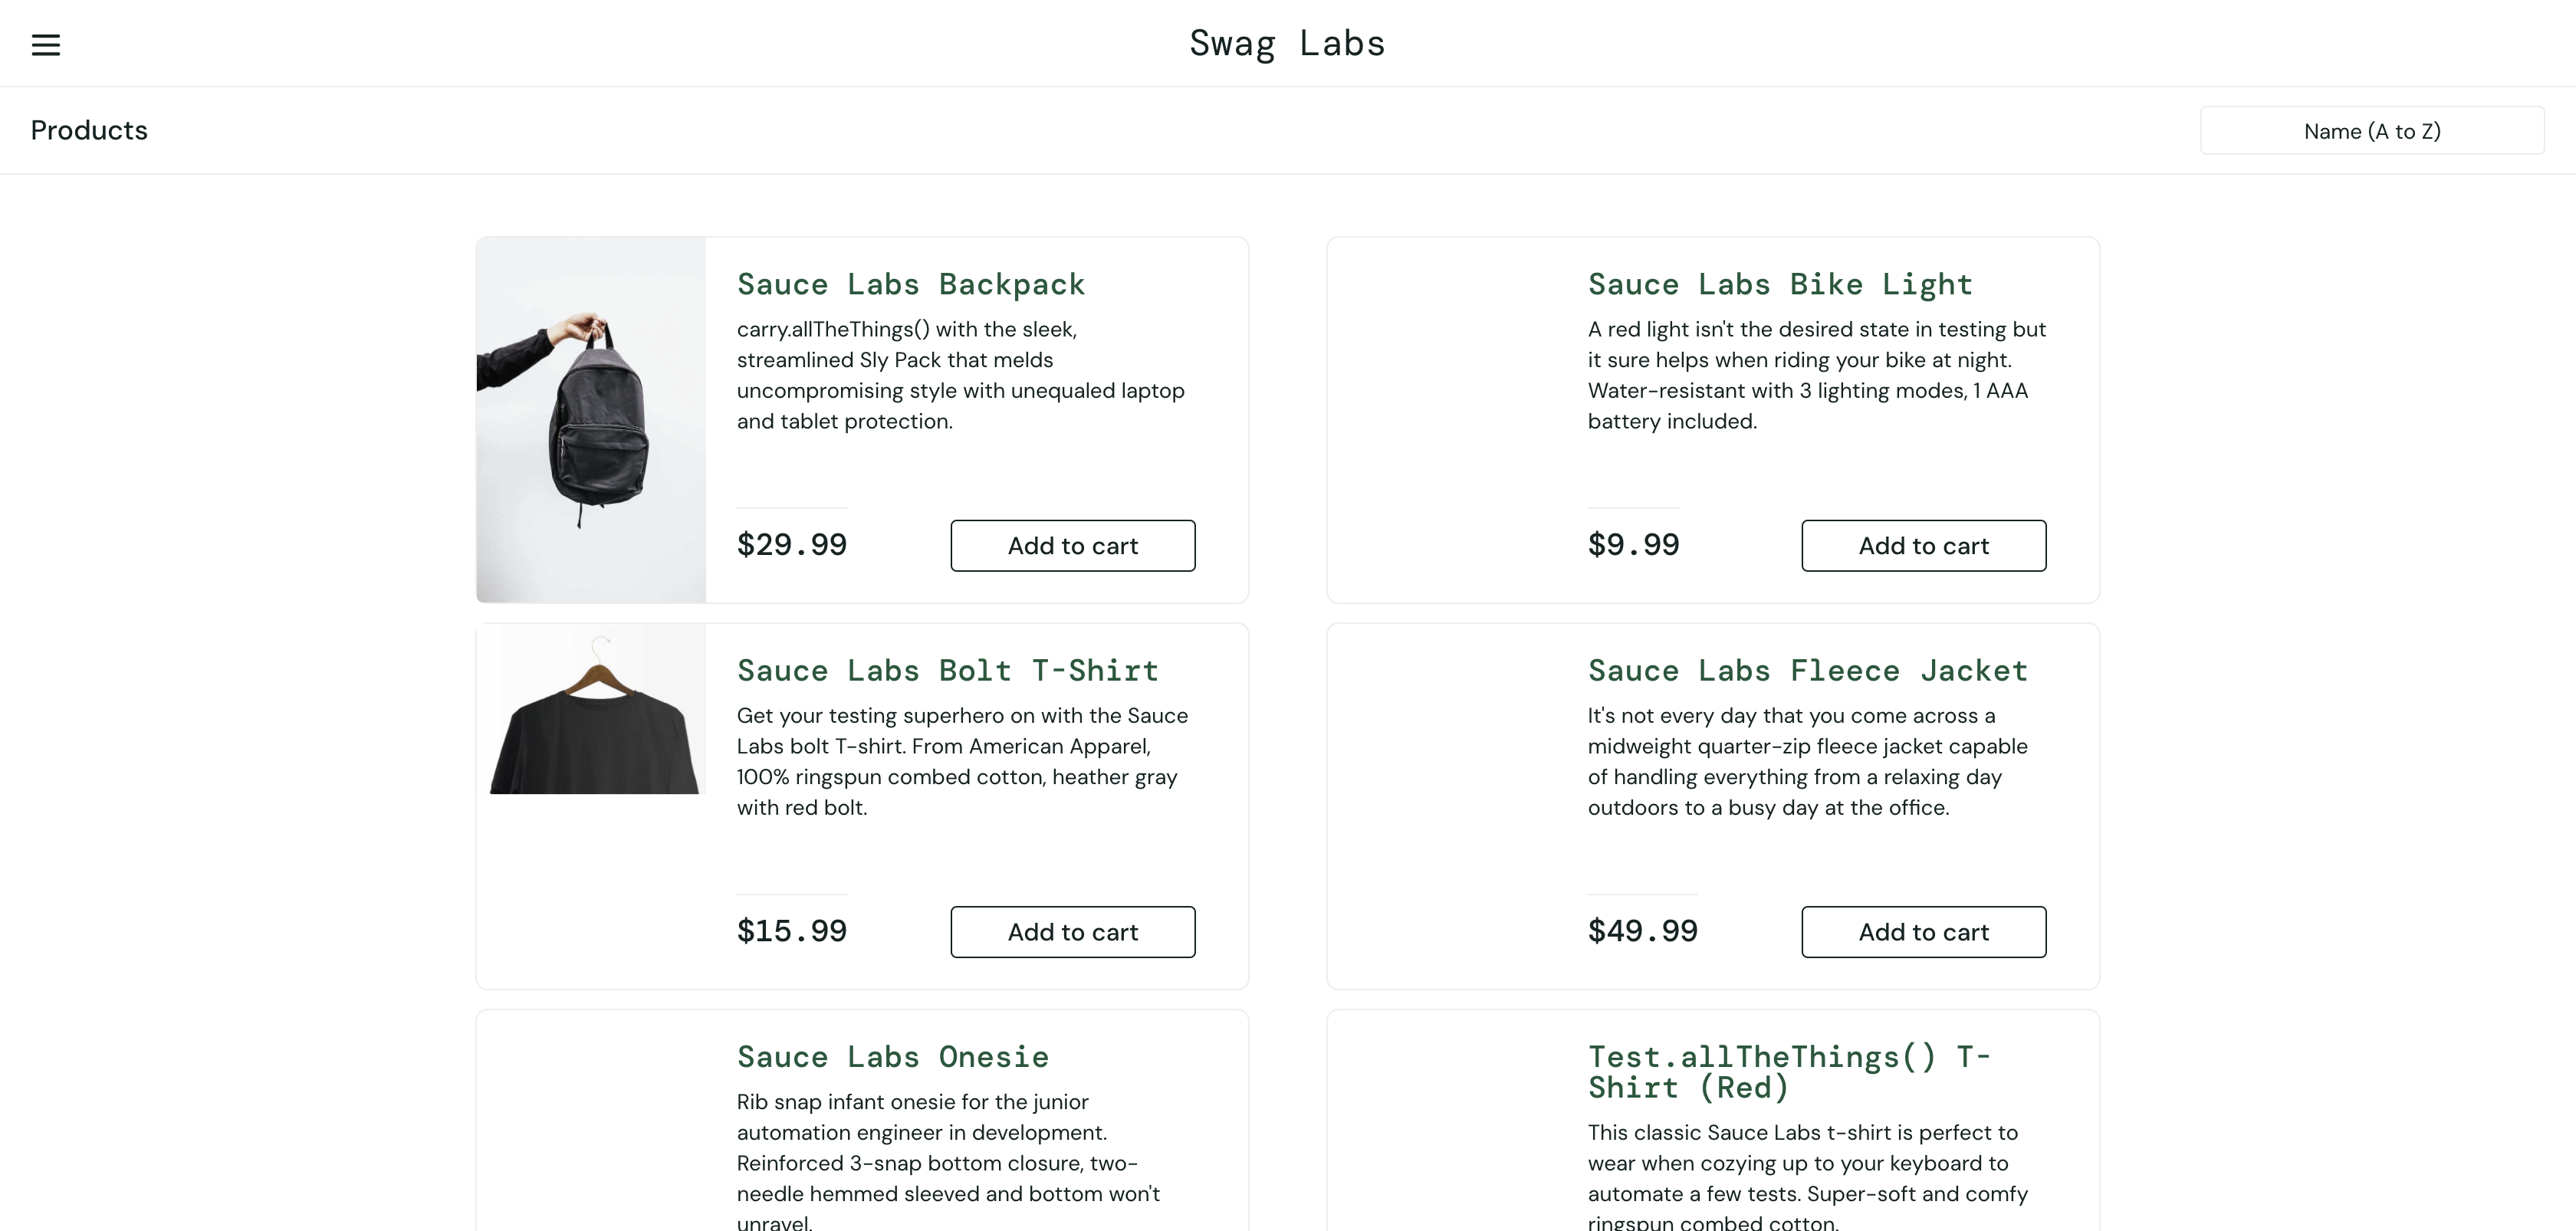 Swag Labs
Products
Name (A to Z)
Sauce Labs Backpack
carry.allTheThings() with the sleek,
streamlined Sly Pack that melds
uncompromising style with unequaled laptop
and tablet protection.
$29.99
Add to cart
Sauce Labs Bike Light
A red light isn't the desired state in testing but
it sure helps when riding your bike at night.
Water-resistant with 3 lighting modes, 1 AAA
battery included.
$9.99
Add to cart
Sauce Labs Bolt T-Shirt
Get your testing superhero on with the Sauce
Labs bolt T-shirt. From American Apparel,
100% ringspun combed cotton, heather gray
with red bolt.
$15.99
Add to cart
Sauce Labs Fleece Jacket
It's not every day that you come across a
midweight quarter-zip fleece jacket capable
of handling everything from a relaxing day
outdoors to a busy day at the office.
$49.99
Add to cart
Sauce Labs Onesie
Rib snap infant onesie for the junior
automation engineer in development.
Reinforced 3-snap bottom closure, two-
needle hemmed sleeved and bottom won't
unravel.
Test.allTheThings() T-
Shirt (Red)
This classic Sauce Labs t-shirt is perfect to
wear when cozying up to your keyboard to
automate a few tests. Super-soft and comfy
ringspun combed cotton.